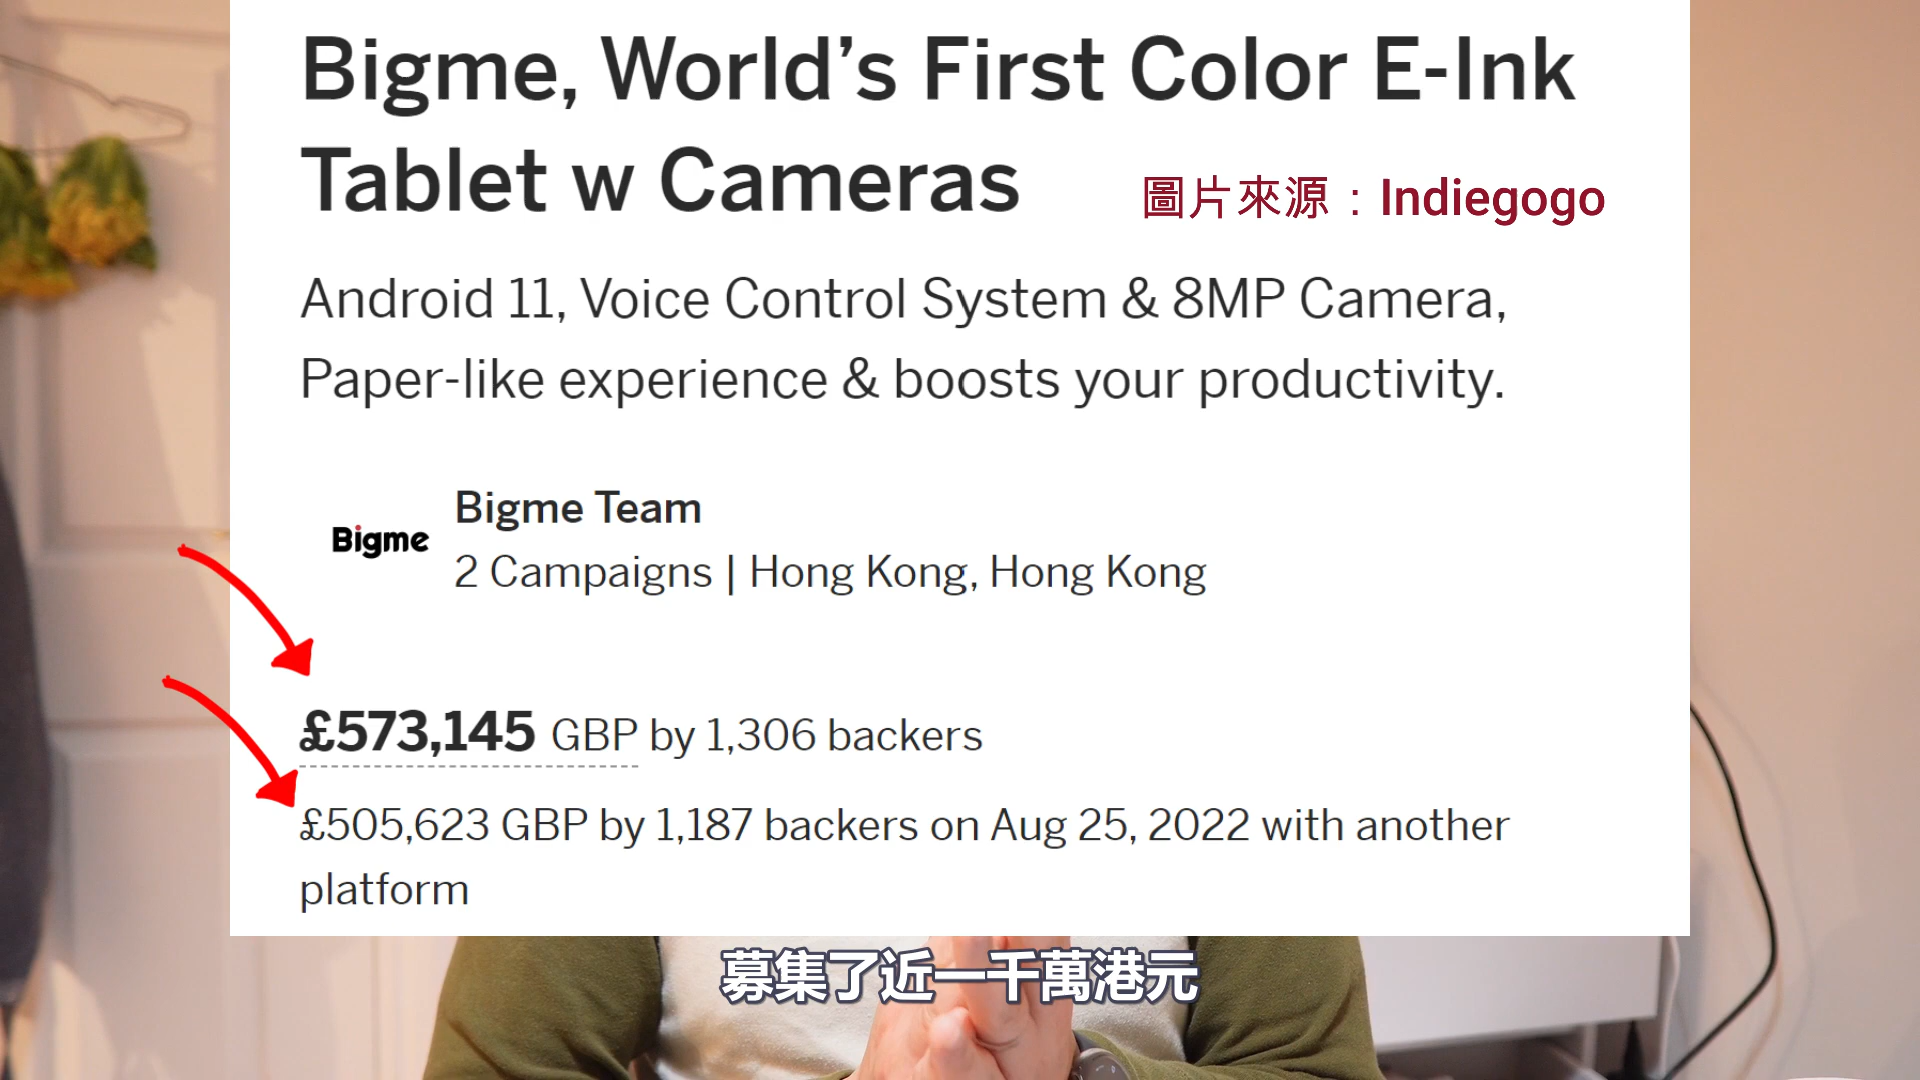 Bigme, World’s First Color E-Ink
Tablet w Cameras
圖片來源：Indiegogo
Android 11, Voice Control System & 8MP Camera,
Paper-like experience & boosts your productivity.
Bigme
Bigme Team
2 Campaigns | Hong Kong, Hong Kong
£573,145 GBP by 1,306 backers
£505,623 GBP by 1,187 backers on Aug 25, 2022 with another
platform
募集了近一千萬港元